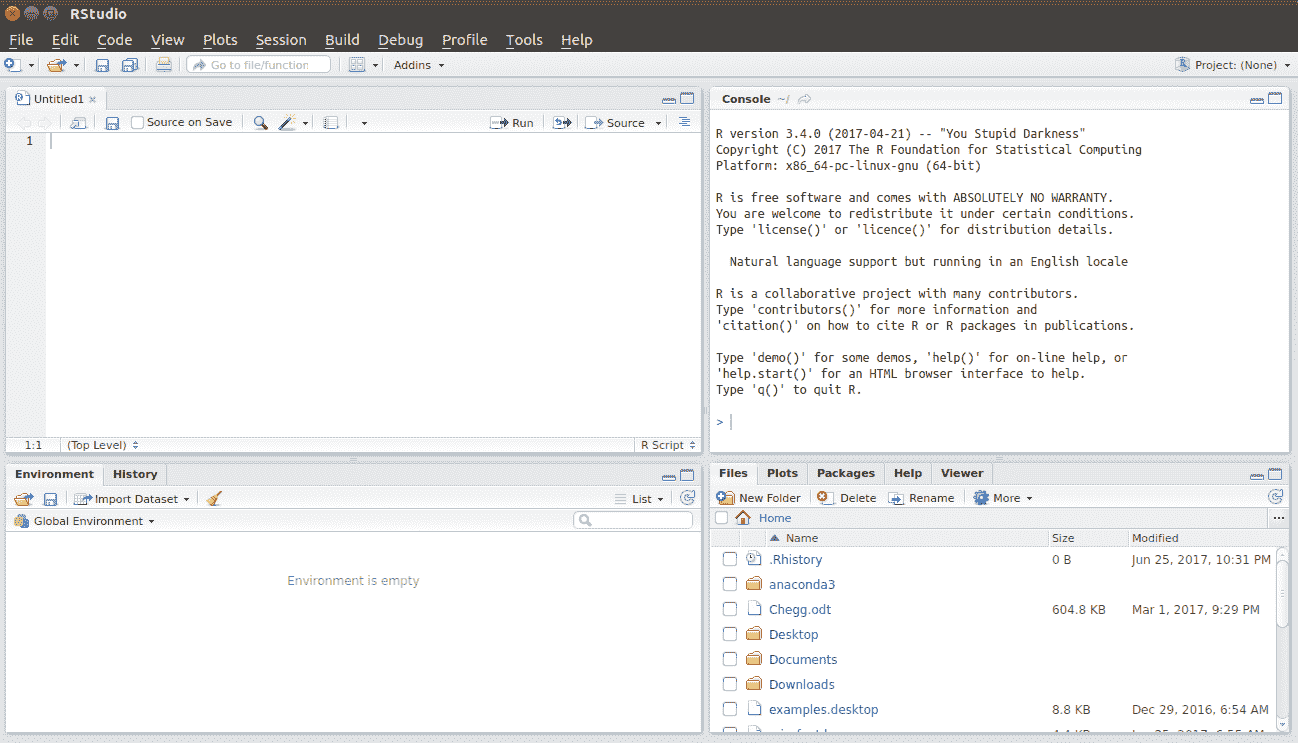 RStudio
File Edit Code View Plots Session Build Debug Profile Tools Help
Go to file/function Addins Project: (None)
Untitled1
Source on Save Run Source
1
1:1 (Top Level) R Script
Console ~/
R version 3.4.0 (2017-04-21) -- "You Stupid Darkness"
Copyright (C) 2017 The R Foundation for Statistical Computing
Platform: x86_64-pc-linux-gnu (64-bit)
R is free software and comes with ABSOLUTELY NO WARRANTY.
You are welcome to redistribute it under certain conditions.
Type 'license()' or 'licence()' for distribution details.
Natural language support but running in an English locale
R is a collaborative project with many contributors.
Type 'contributors()' for more information and
'citation()' on how to cite R or R packages in publications.
Type 'demo()' for some demos, 'help()' for on-line help, or
'help.start()' for an HTML browser interface to help.
Type 'q()' to quit R.
>
Environment History
Import Dataset List
Global Environment
Environment is empty
Files Plots Packages Help Viewer
New Folder Delete Rename More
Home
Name Size Modified
.Rhistory 0 B Jun 25, 2017, 10:31 PM
anaconda3
Chegg.odt 604.8 KB Mar 1, 2017, 9:29 PM
Desktop
Documents
Downloads
examples.desktop 8.8 KB Dec 29, 2016, 6:54 AM